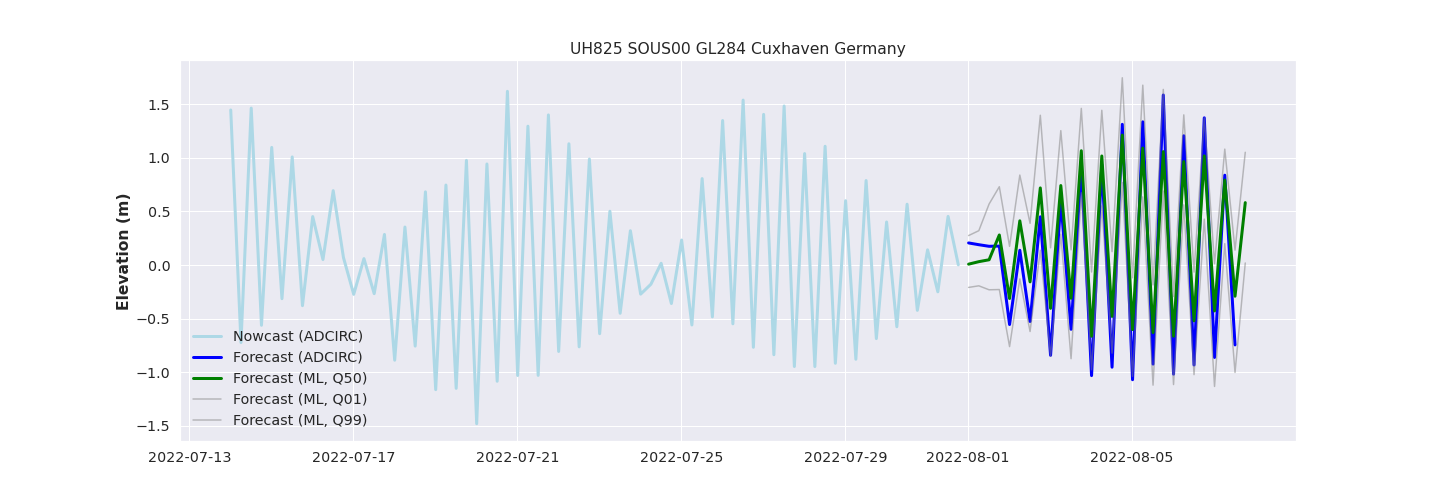 UH825 SOUS00 GL284 Cuxhaven Germany
Elevation (m)
1.5
1.0
0.5
0.0
−0.5
−1.0
−1.5
Nowcast (ADCIRC)
Forecast (ADCIRC)
Forecast (ML, Q50)
Forecast (ML, Q01)
Forecast (ML, Q99)
2022-07-13 2022-07-17 2022-07-21 2022-07-25 2022-07-29 2022-08-01 2022-08-05